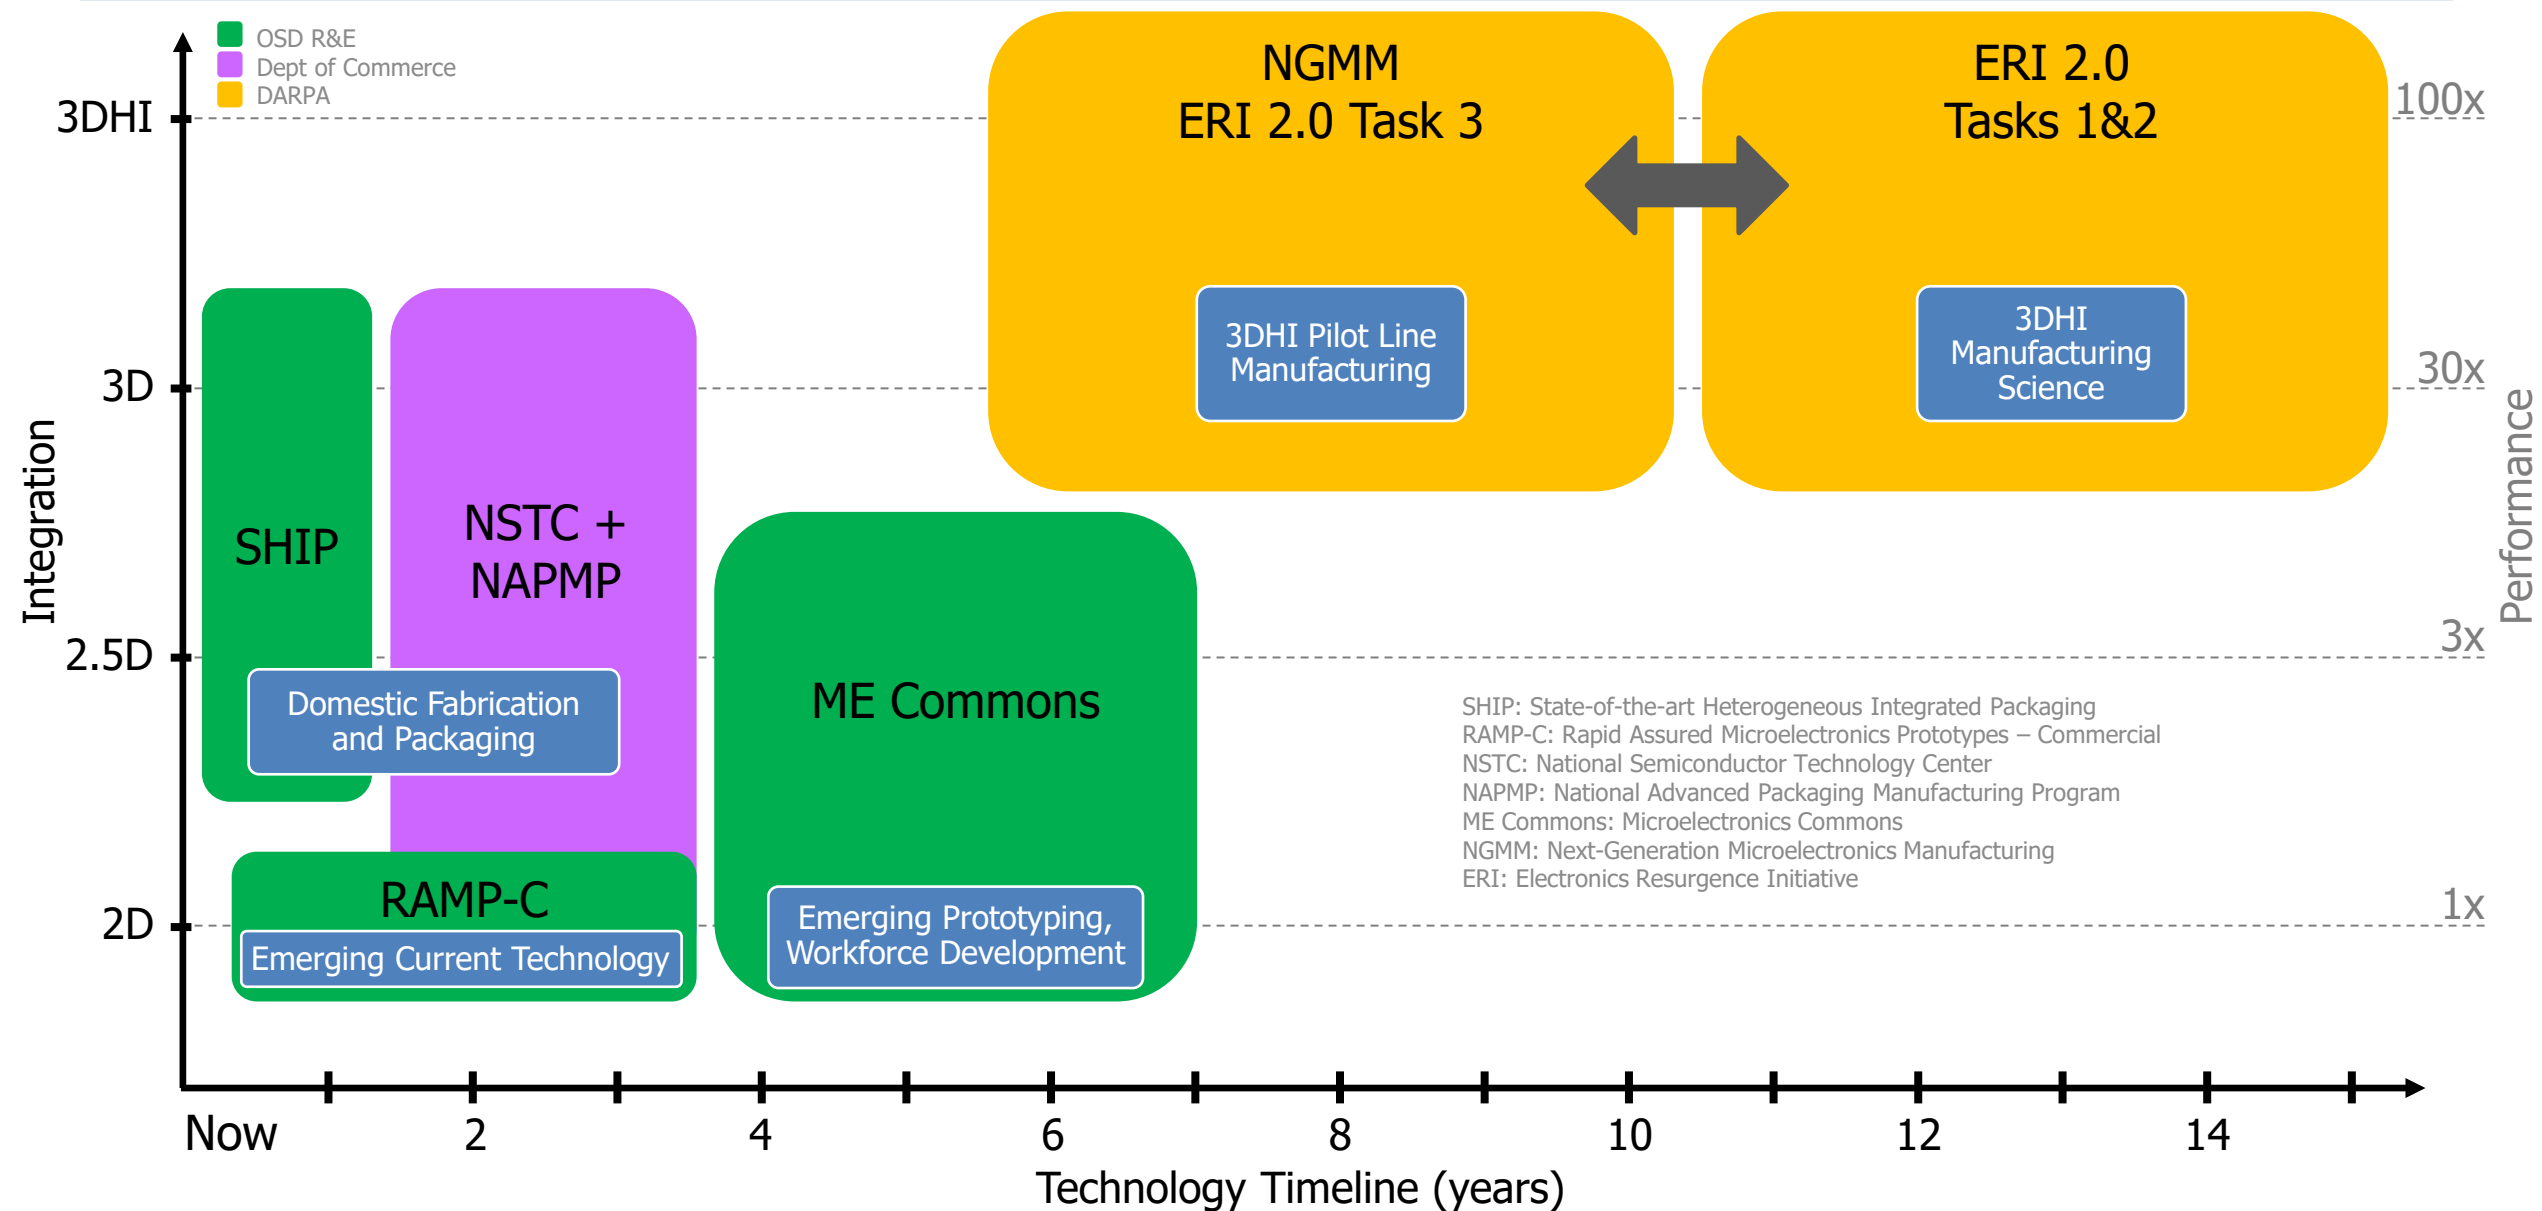 OSD R&E
Dept of Commerce
DARPA
NGMM
ERI 2.0 Task 3
ERI 2.0
Tasks 1&2
3DHI
100x
3DHI Pilot Line
Manufacturing
3DHI
Manufacturing
Science
3D
30x
Integration
Performance
SHIP
NSTC +
NAPMP
2.5D
3x
Domestic Fabrication
and Packaging
ME Commons
SHIP: State-of-the-art Heterogeneous Integrated Packaging
RAMP-C: Rapid Assured Microelectronics Prototypes – Commercial
NSTC: National Semiconductor Technology Center
NAPMP: National Advanced Packaging Manufacturing Program
ME Commons: Microelectronics Commons
NGMM: Next-Generation Microelectronics Manufacturing
ERI: Electronics Resurgence Initiative
RAMP-C
2D
1x
Emerging Current Technology
Emerging Prototyping,
Workforce Development
Now
2
4
6
8
10
12
14
Technology Timeline (years)